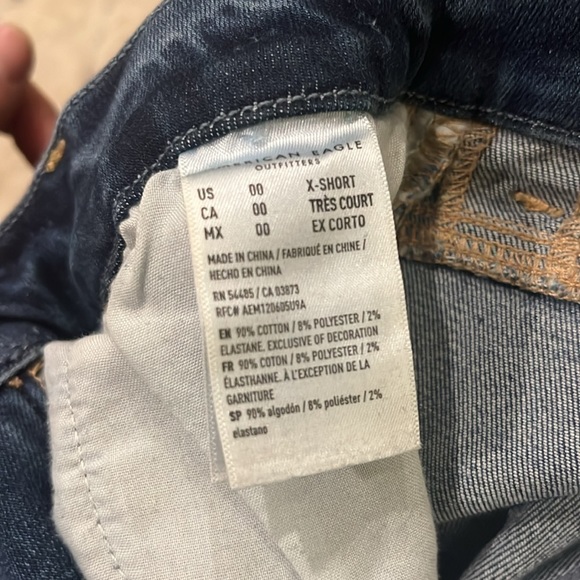 AMERICAN EAGLE
OUTFITTERS
US 00 X-SHORT
CA 00 TRÈS COURT
MX 00 EX CORTO
MADE IN CHINA / FABRIQUÉ EN CHINE /
HECHO EN CHINA
RN 54485 / CA 03873
RFC# AEM120605U9A
EN 90% COTTON / 8% POLYESTER / 2%
ELASTANE. EXCLUSIVE OF DECORATION
FR 90% COTON / 8% POLYESTER / 2%
ÉLASTHANNE. À L'EXCEPTION DE LA
GARNITURE
SP 90% algodón / 8% poliéster / 2%
elastano